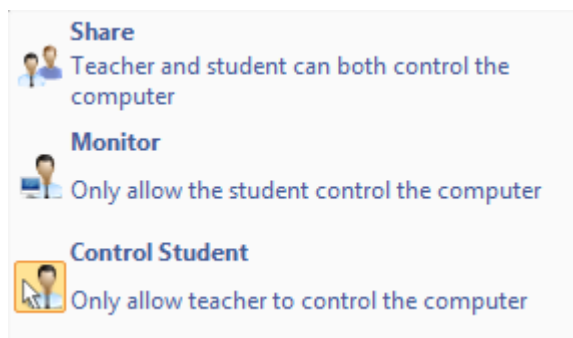 Share
Teacher and student can both control the
computer
Monitor
Only allow the student control the computer
Control Student
Only allow teacher to control the computer